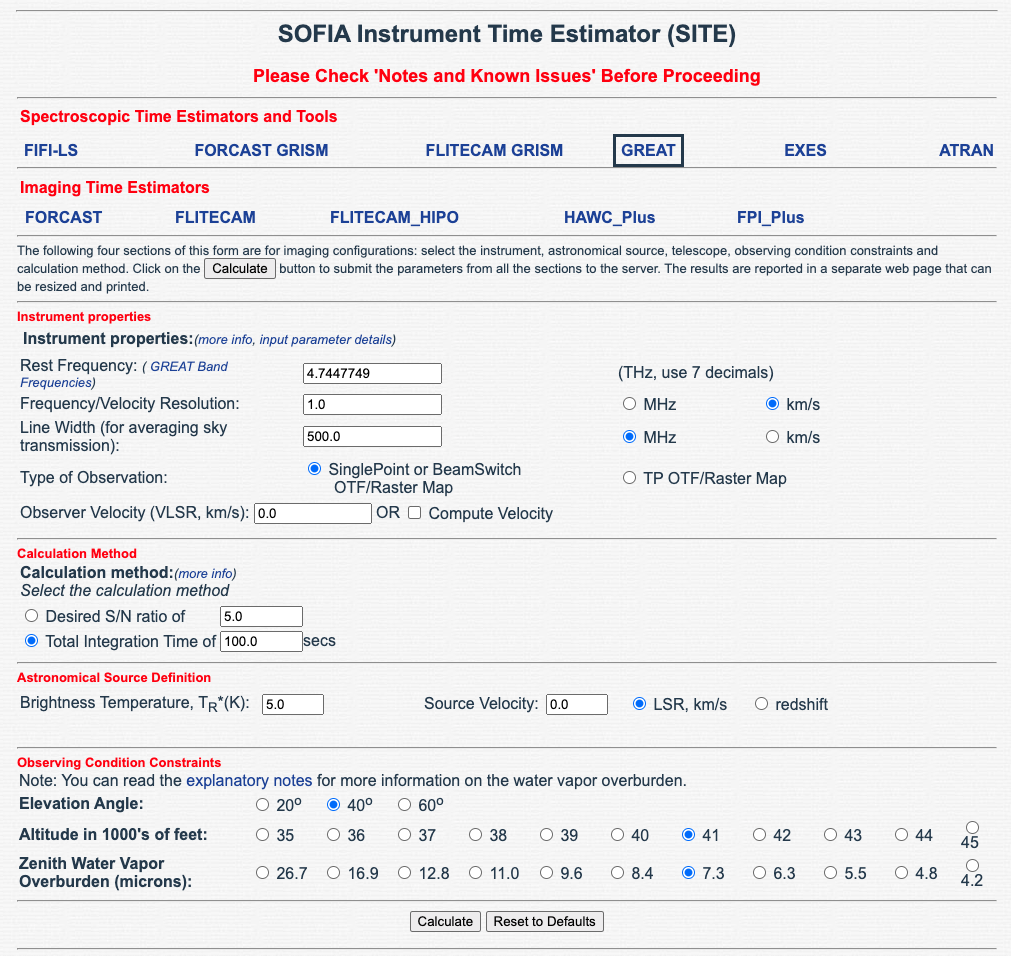 SOFIA Instrument Time Estimator (SITE)
Please Check 'Notes and Known Issues' Before Proceeding
Spectroscopic Time Estimators and Tools
FIFI-LS FORCAST GRISM FLITECAM GRISM GREAT EXES ATRAN
Imaging Time Estimators
FORCAST FLITECAM FLITECAM_HIPO HAWC_Plus FPI_Plus
The following four sections of this form are for imaging configurations: select the instrument, astronomical source, telescope, observing condition constraints and
calculation method. Click on the Calculate button to submit the parameters from all the sections to the server. The results are reported in a separate web page that can
be resized and printed.
Instrument properties
Instrument properties:(more info, input parameter details)
Rest Frequency: ( GREAT Band
Frequencies) 4.7447749 (THz, use 7 decimals)
Frequency/Velocity Resolution: 1.0 MHz km/s
Line Width (for averaging sky
transmission): 500.0 MHz km/s
Type of Observation: SinglePoint or BeamSwitch
OTF/Raster Map TP OTF/Raster Map
Observer Velocity (VLSR, km/s): 0.0 OR Compute Velocity
Calculation Method
Calculation method:(more info)
Select the calculation method
Desired S/N ratio of 5.0
Total Integration Time of 100.0 secs
Astronomical Source Definition
Brightness Temperature, TR*(K): 5.0 Source Velocity: 0.0 LSR, km/s redshift
Observing Condition Constraints
Note: You can read the explanatory notes for more information on the water vapor overburden.
Elevation Angle: 20º 40º 60º
Altitude in 1000's of feet: 35 36 37 38 39 40 41 42 43 44 45
Zenith Water Vapor
Overburden (microns): 26.7 16.9 12.8 11.0 9.6 8.4 7.3 6.3 5.5 4.8 4.2
Calculate Reset to Defaults